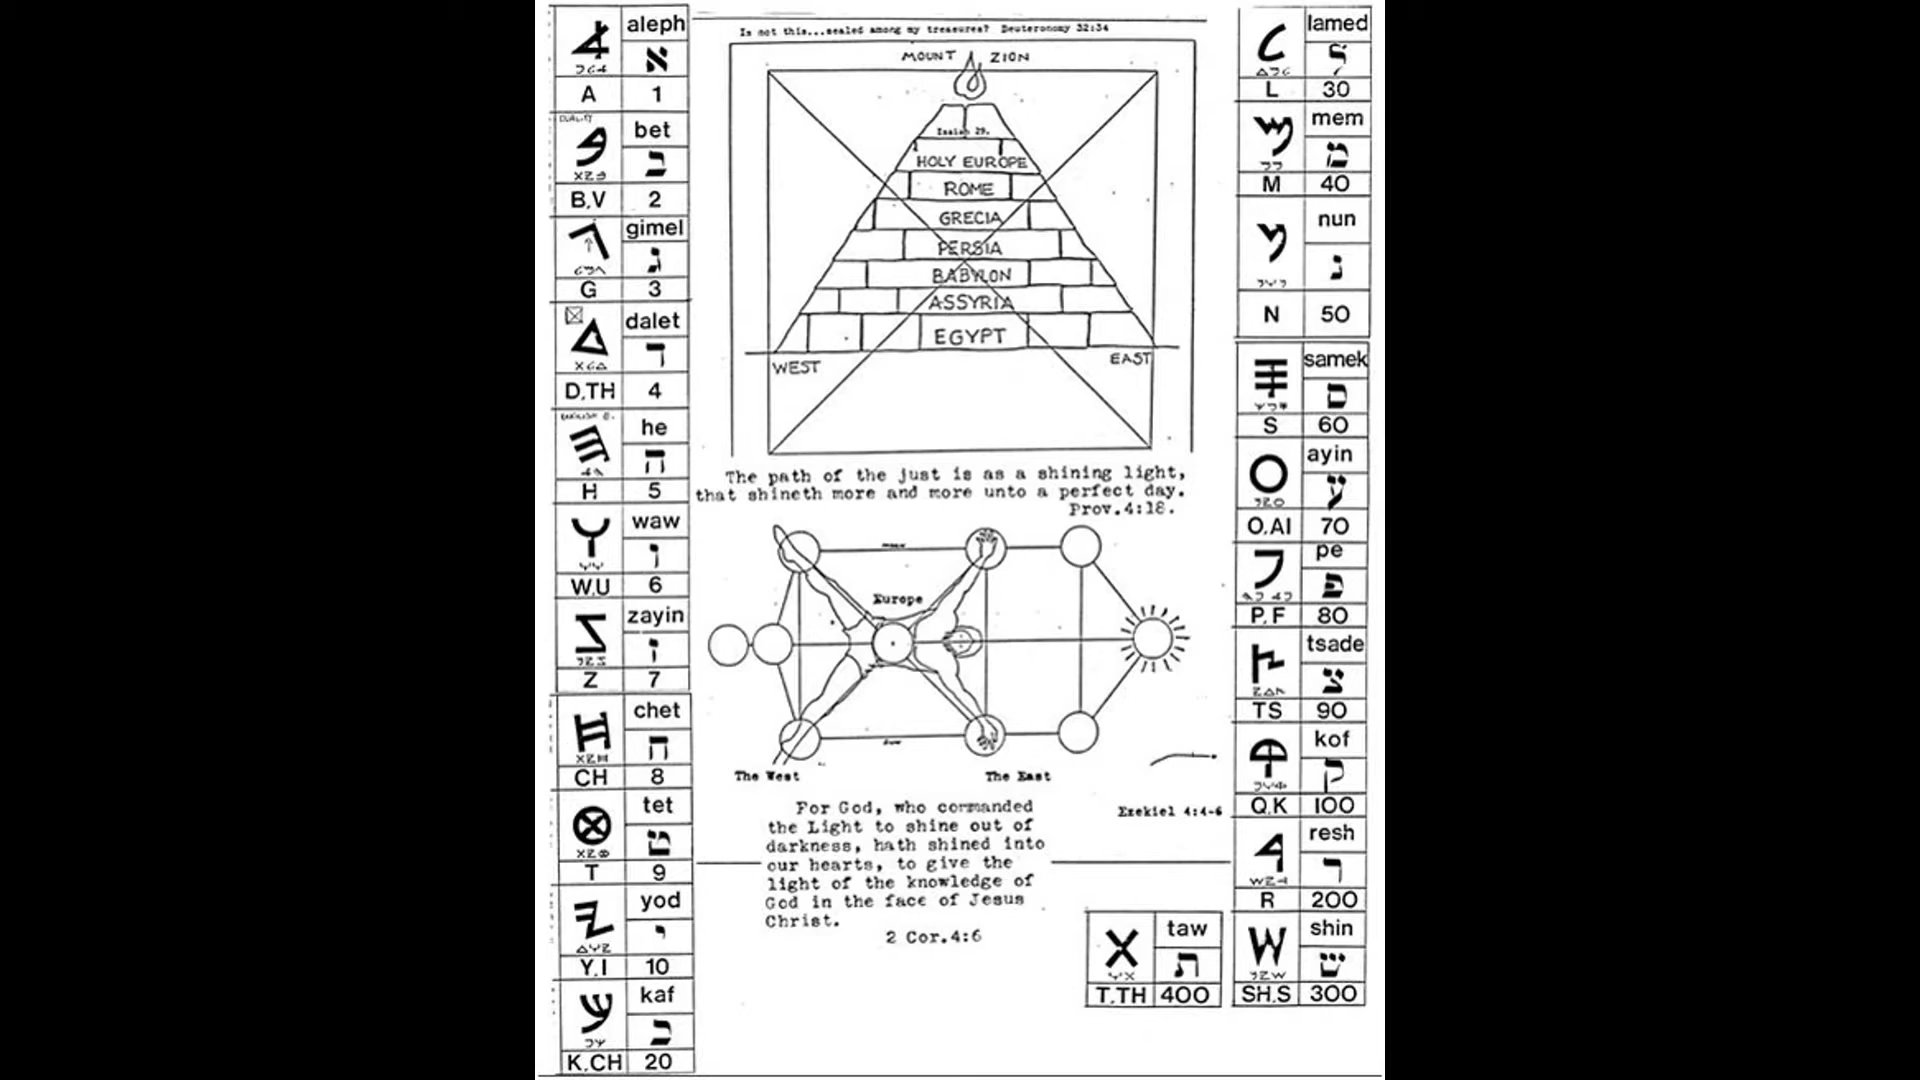 aleph
א
A 1
bet
ב
B,V 2
gimel
ג
G 3
dalet
ד
D,TH 4
he
ה
H 5
waw
ו
W,U 6
zayin
ז
Z 7
chet
ח
CH 8
tet
ט
T 9
yod
י
Y,I 10
kaf
כ
K,CH 20
Is not this...sealed among my treasures? Deuteronomy 32:34
MOUNT ZION
Isaiah 29.
HOLY EUROPE
ROME
GRECIA
PERSIA
BABYLON
ASSYRIA
EGYPT
WEST EAST
The path of the just is as a shining light,
that shineth more and more unto a perfect day.
Prov.4:18.
Europe
The West The East
Ezekiel 4:4-6
For God, who commanded
the Light to shine out of
darkness, hath shined into
our hearts, to give the
light of the knowledge of
God in the face of Jesus
Christ.
2 Cor.4:6
lamed
ל
L 30
mem
מ
M 40
nun
נ
N 50
samek
ס
S 60
ayin
ע
O,AI 70
pe
פ
P,F 80
tsade
צ
TS 90
kof
ק
Q,K 100
resh
ר
R 200
shin
ש
SH,S 300
taw
ת
T,TH 400